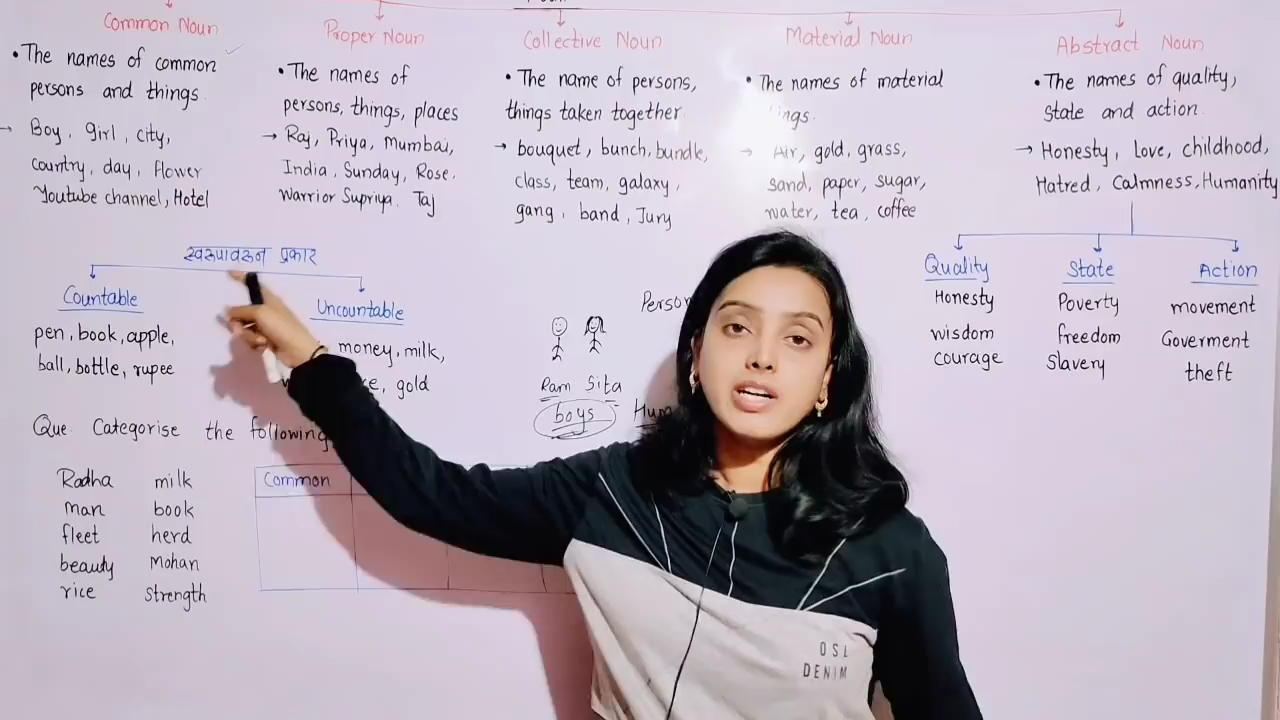 Common Noun
• The names of common
persons and things.
→ Boy, girl, city,
country, day, flower
Youtube channel, Hotel
Proper Noun
• The names of
persons, things, places
→ Raj, Priya, Mumbai,
India, Sunday, Rose.
Warrior Supriya. Taj
Collective Noun
• The name of persons,
things taken together
→ bouquet, bunch, bundle,
class, team, galaxy,
gang, band, Jury
Material Noun
• The names of material
→ Air, gold, grass,
sand, paper, sugar,
water, tea, coffee
Abstract Noun
• The names of quality,
State and action.
→ Honesty, Love, childhood,
Hatred, Calmness, Humanity
Quality
Honesty
wisdom
courage
State
Poverty
freedom
Slavery
Action
movement
Goverment
theft
स्वरूपावरून प्रकार
Countable
pen, book, apple,
ball, bottle, rupee
Uncountable
money, milk,
gold
Person
Ram Sita
boys
Que. Categorise the following
Radha milk
man book
fleet herd
beauty Mohan
rice strength
Common
OSL
DENIM